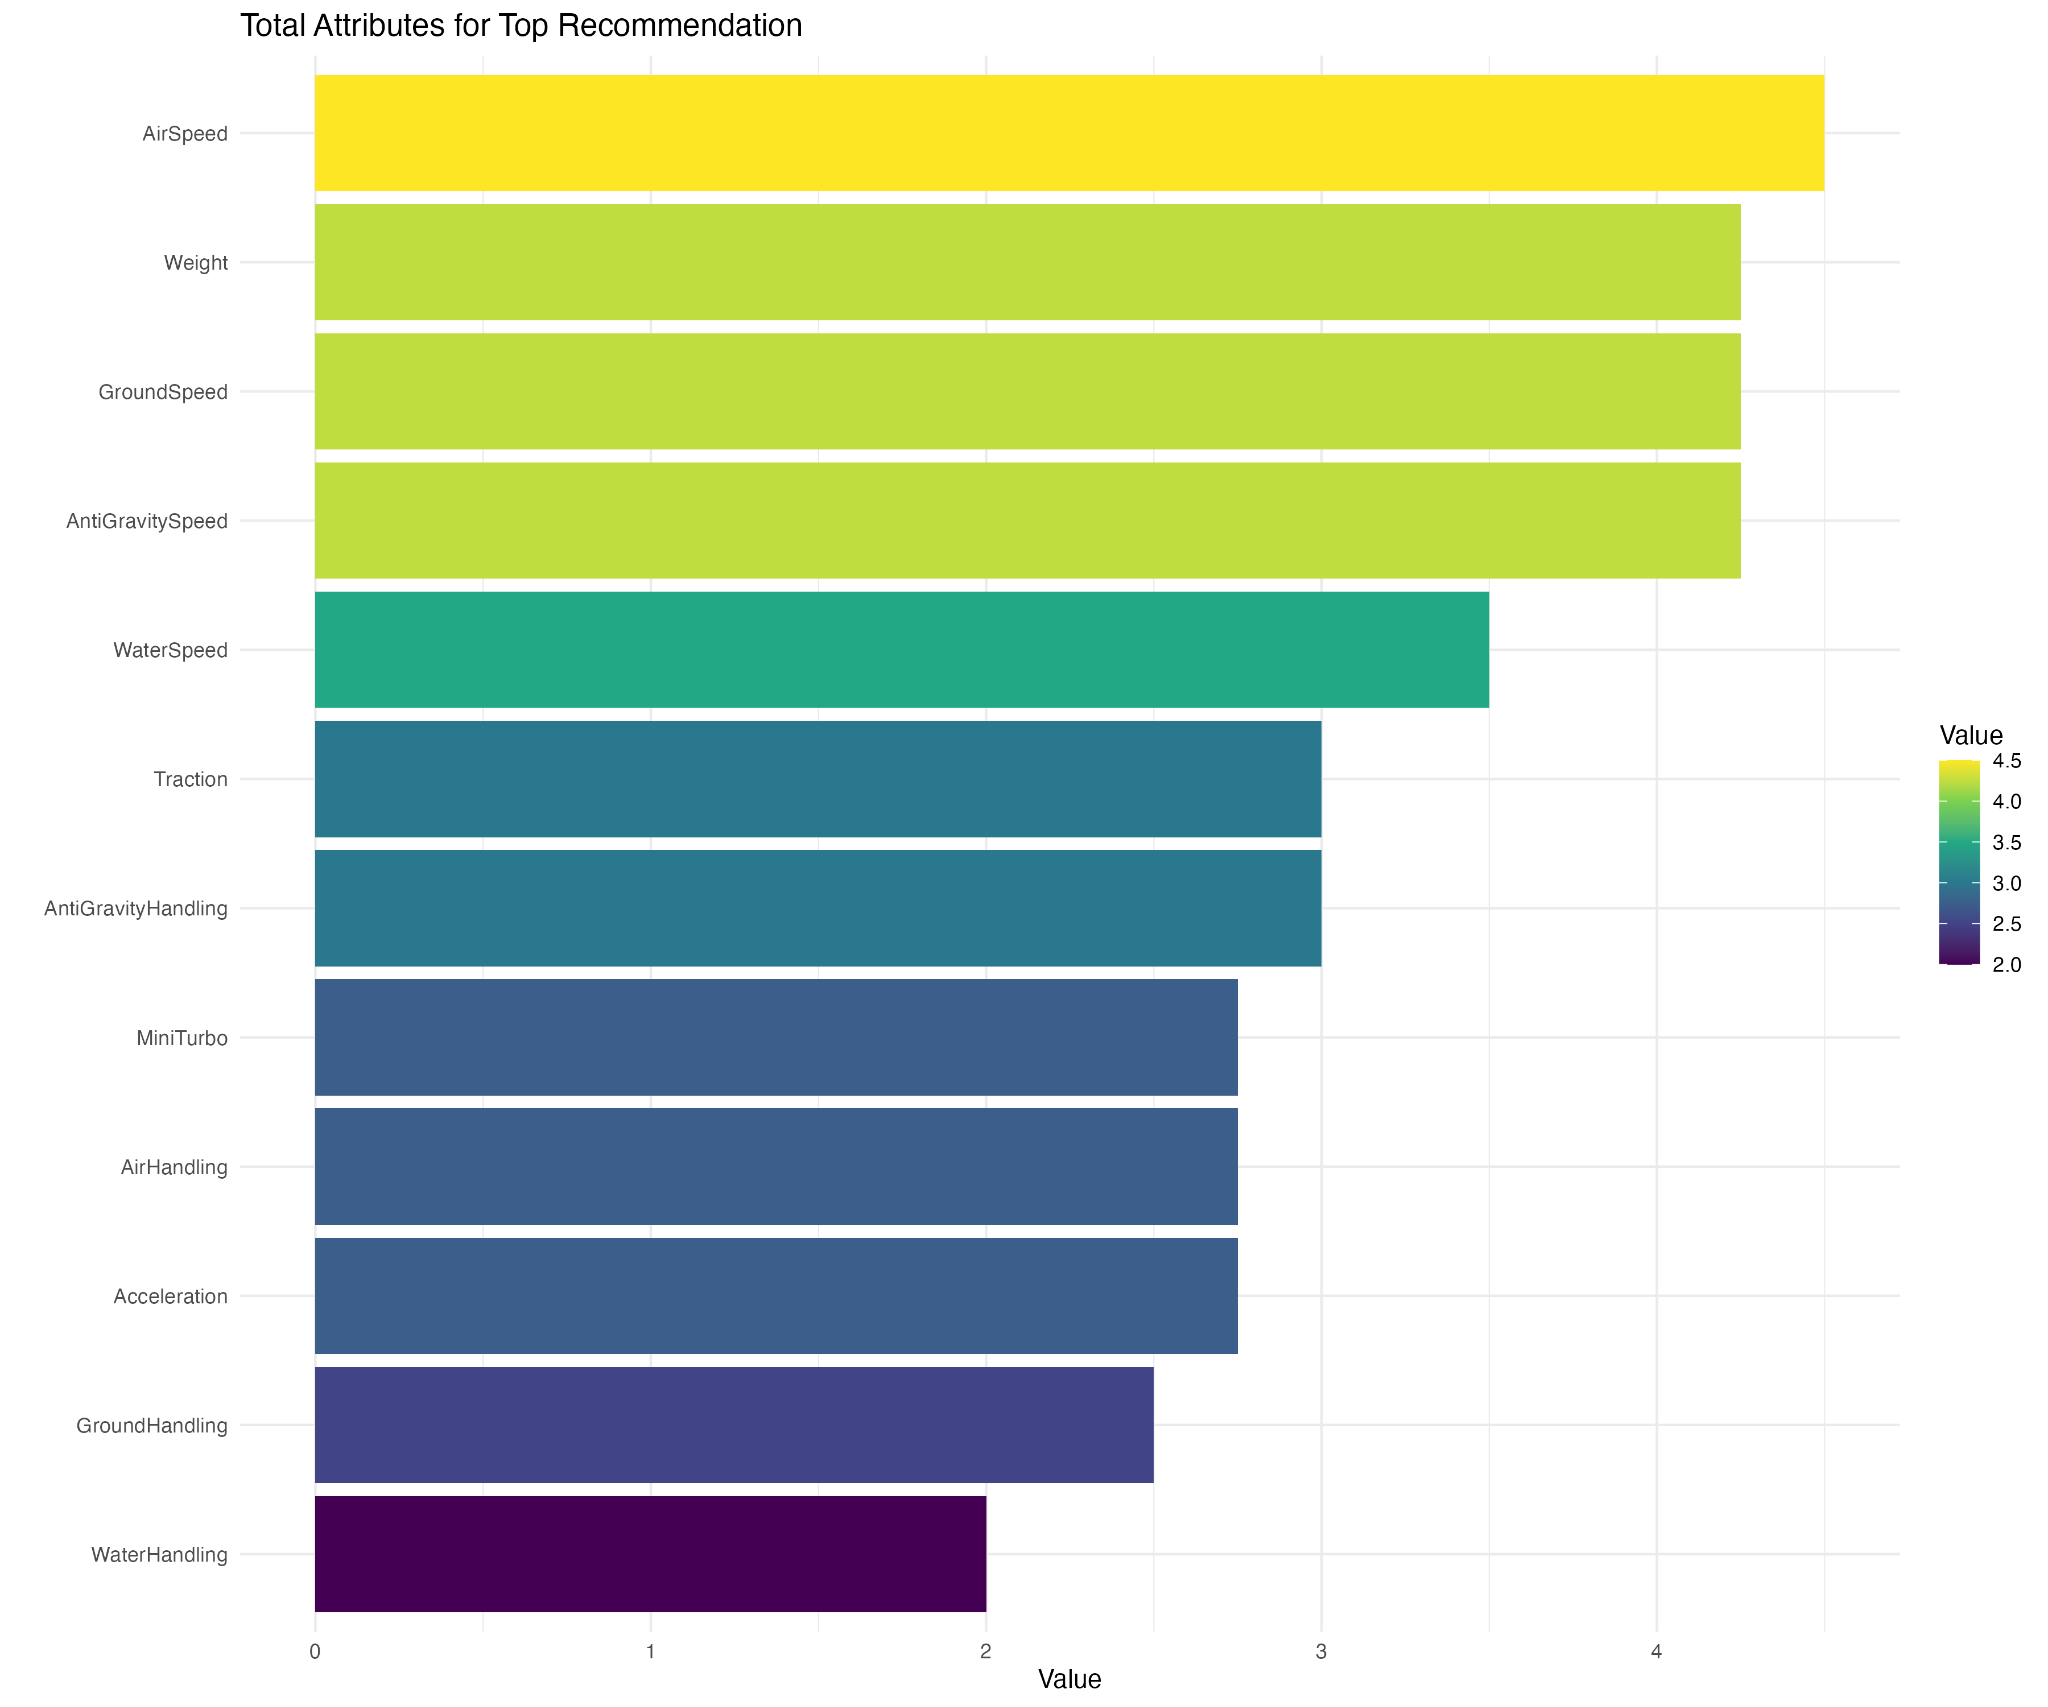 Total Attributes for Top Recommendation
AirSpeed
Weight
GroundSpeed
AntiGravitySpeed
WaterSpeed
Traction
AntiGravityHandling
MiniTurbo
AirHandling
Acceleration
GroundHandling
WaterHandling
0 1 2 3 4
Value
Value
4.5
4.0
3.5
3.0
2.5
2.0